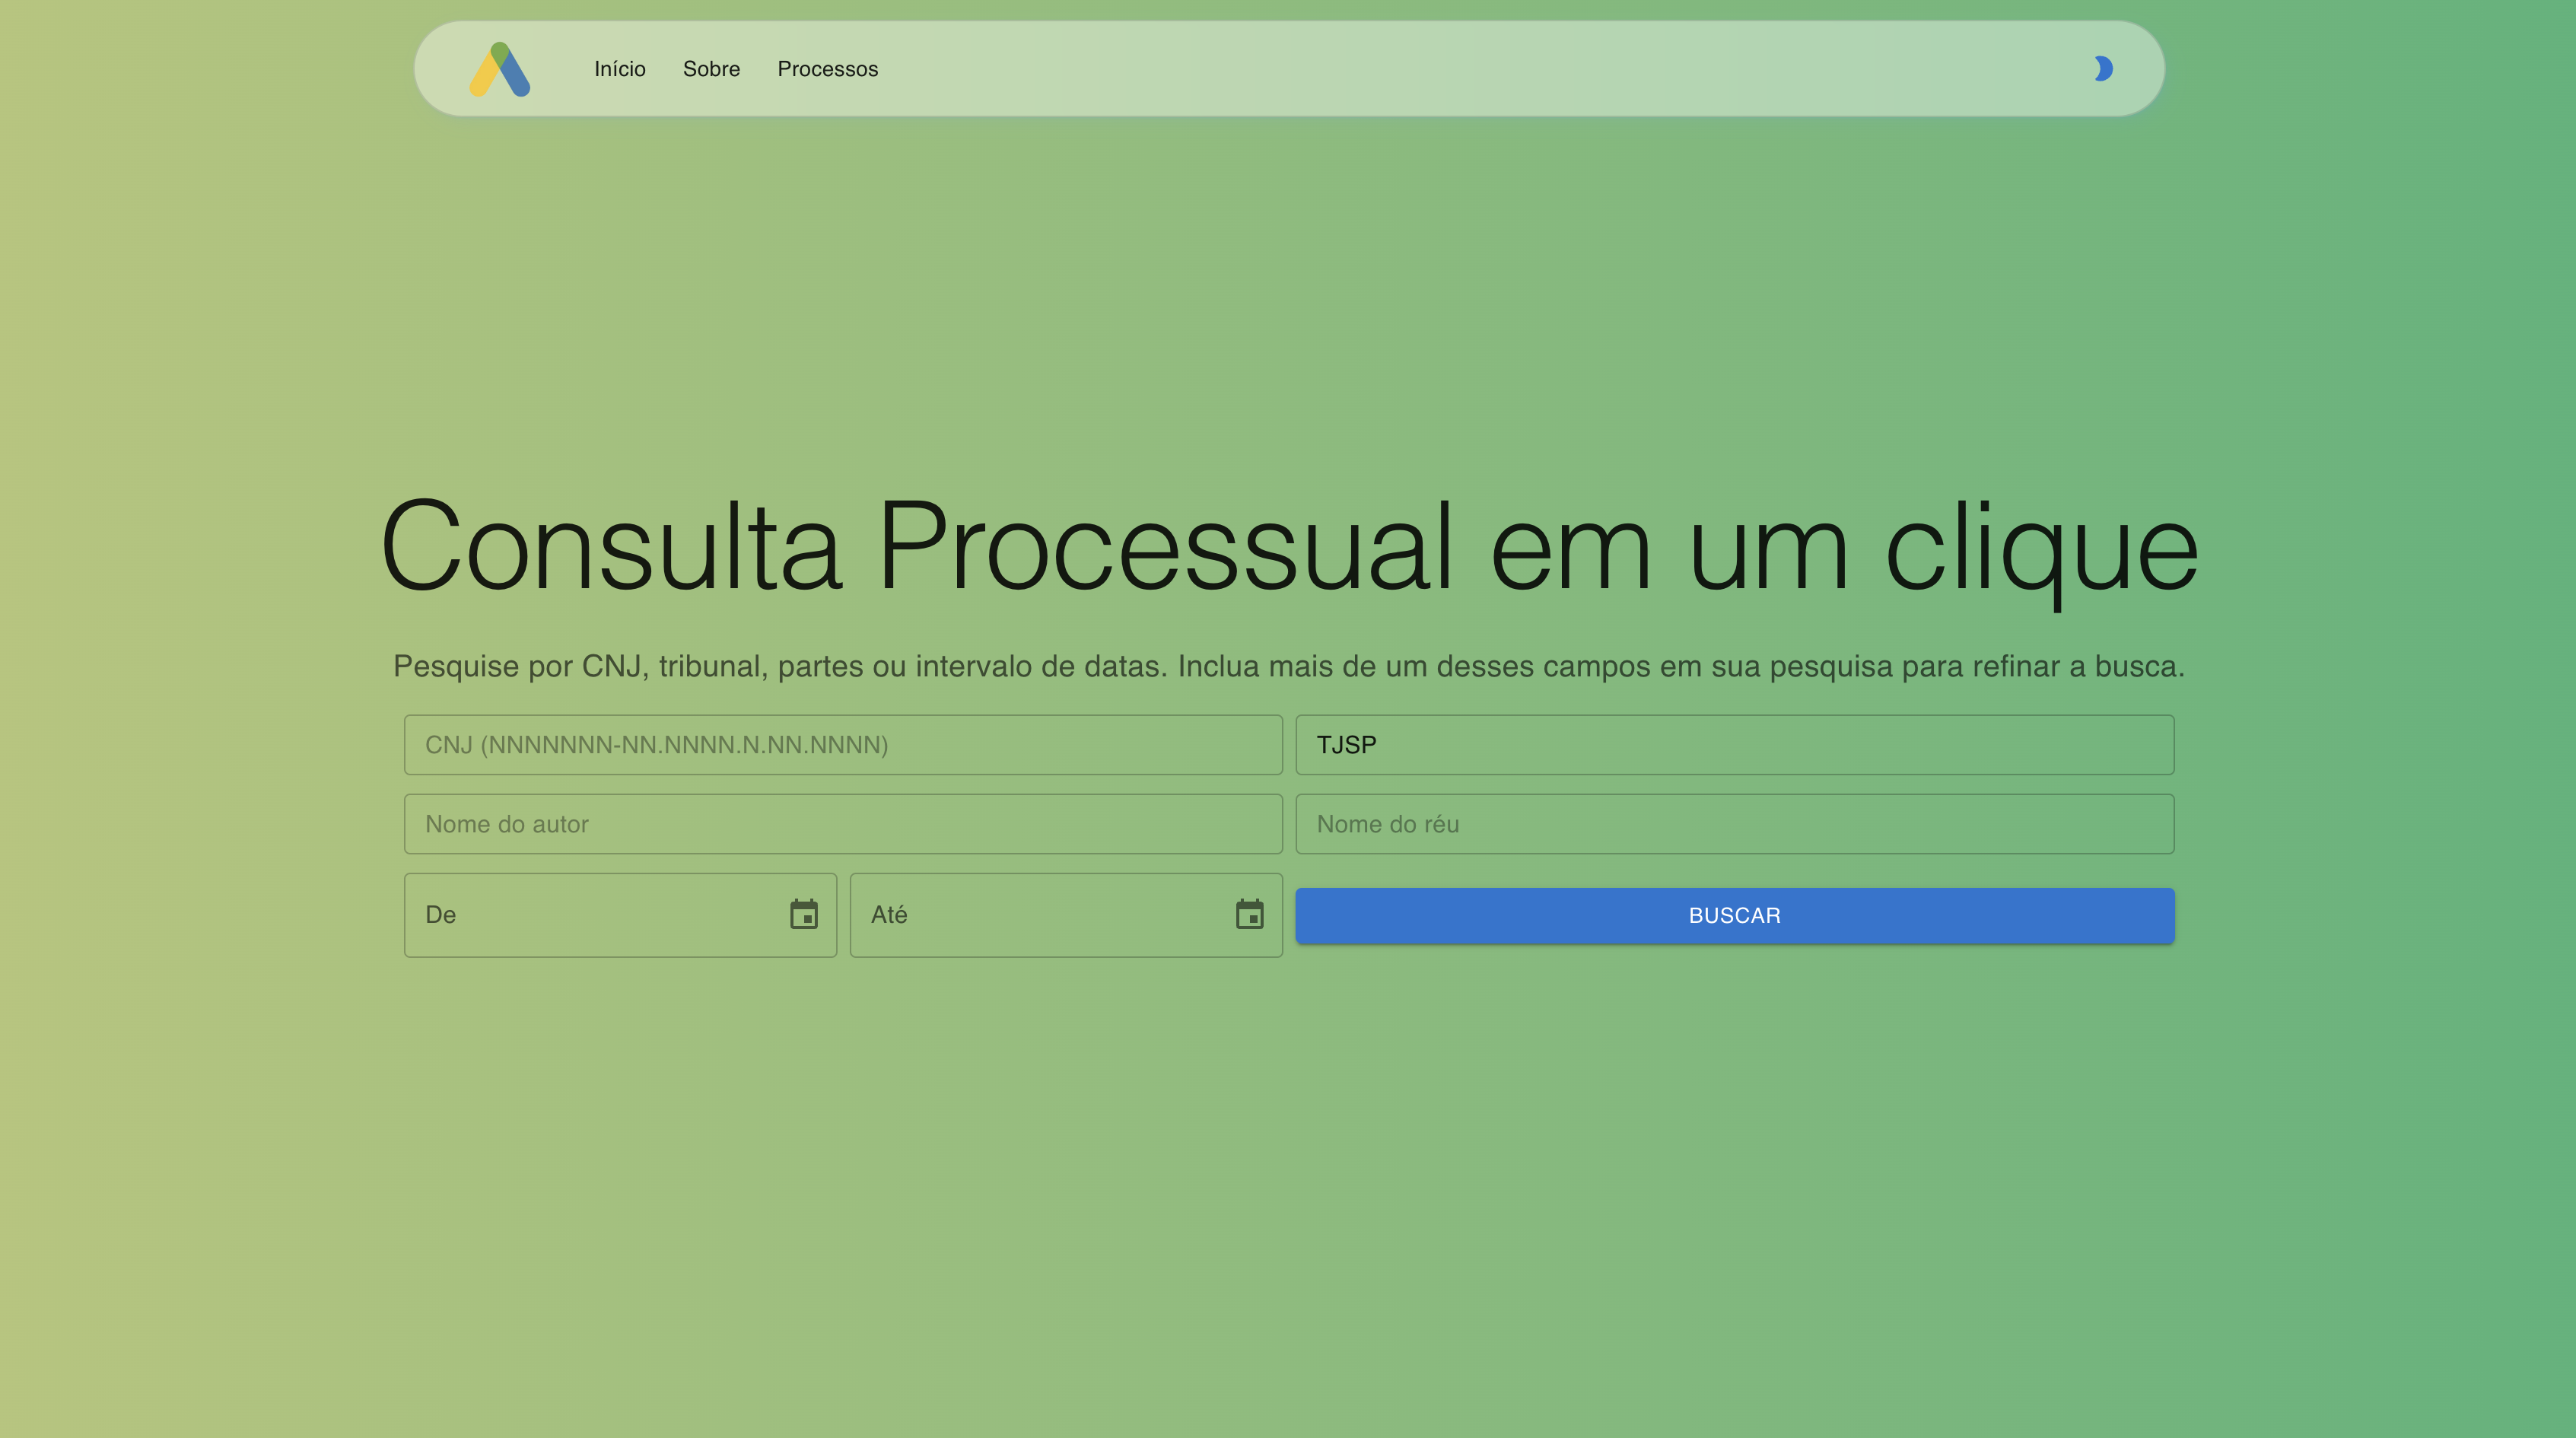 Início Sobre Processos
Consulta Processual em um clique
Pesquise por CNJ, tribunal, partes ou intervalo de datas. Inclua mais de um desses campos em sua pesquisa para refinar a busca.
CNJ (NNNNNNN-NN.NNNN.N.NN.NNNN) TJSP
Nome do autor Nome do réu
De Até BUSCAR